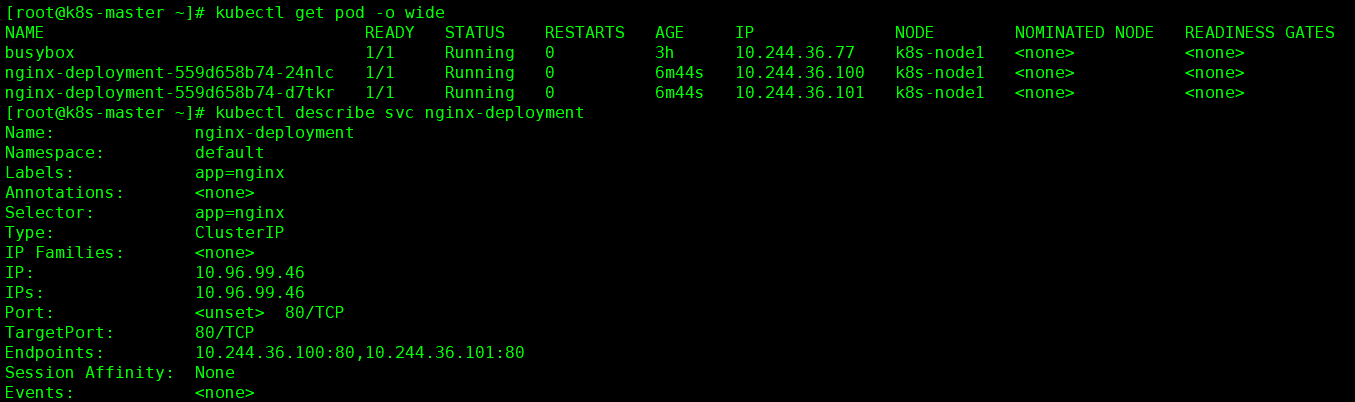 [root@k8s-master ~]# kubectl get pod -o wide
NAME                                READY   STATUS    RESTARTS   AGE     IP              NODE        NOMINATED NODE   READINESS GATES
busybox                             1/1     Running   0          3h      10.244.36.77    k8s-node1   <none>           <none>
nginx-deployment-559d658b74-24nlc   1/1     Running   0          6m44s   10.244.36.100   k8s-node1   <none>           <none>
nginx-deployment-559d658b74-d7tkr   1/1     Running   0          6m44s   10.244.36.101   k8s-node1   <none>           <none>
[root@k8s-master ~]# kubectl describe svc nginx-deployment
Name:              nginx-deployment
Namespace:         default
Labels:            app=nginx
Annotations:       <none>
Selector:          app=nginx
Type:              ClusterIP
IP Families:       <none>
IP:                10.96.99.46
IPs:               10.96.99.46
Port:              <unset>  80/TCP
TargetPort:        80/TCP
Endpoints:         10.244.36.100:80,10.244.36.101:80
Session Affinity:  None
Events:            <none>